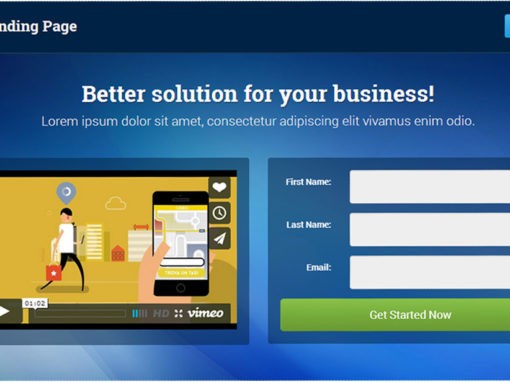 nding Page
Better solution for your business!
Lorem ipsum dolor sit amet, consectetur adipiscing elit vivamus enim odio.
First Name:
Last Name:
Email:
01:02
HD vimeo
Get Started Now